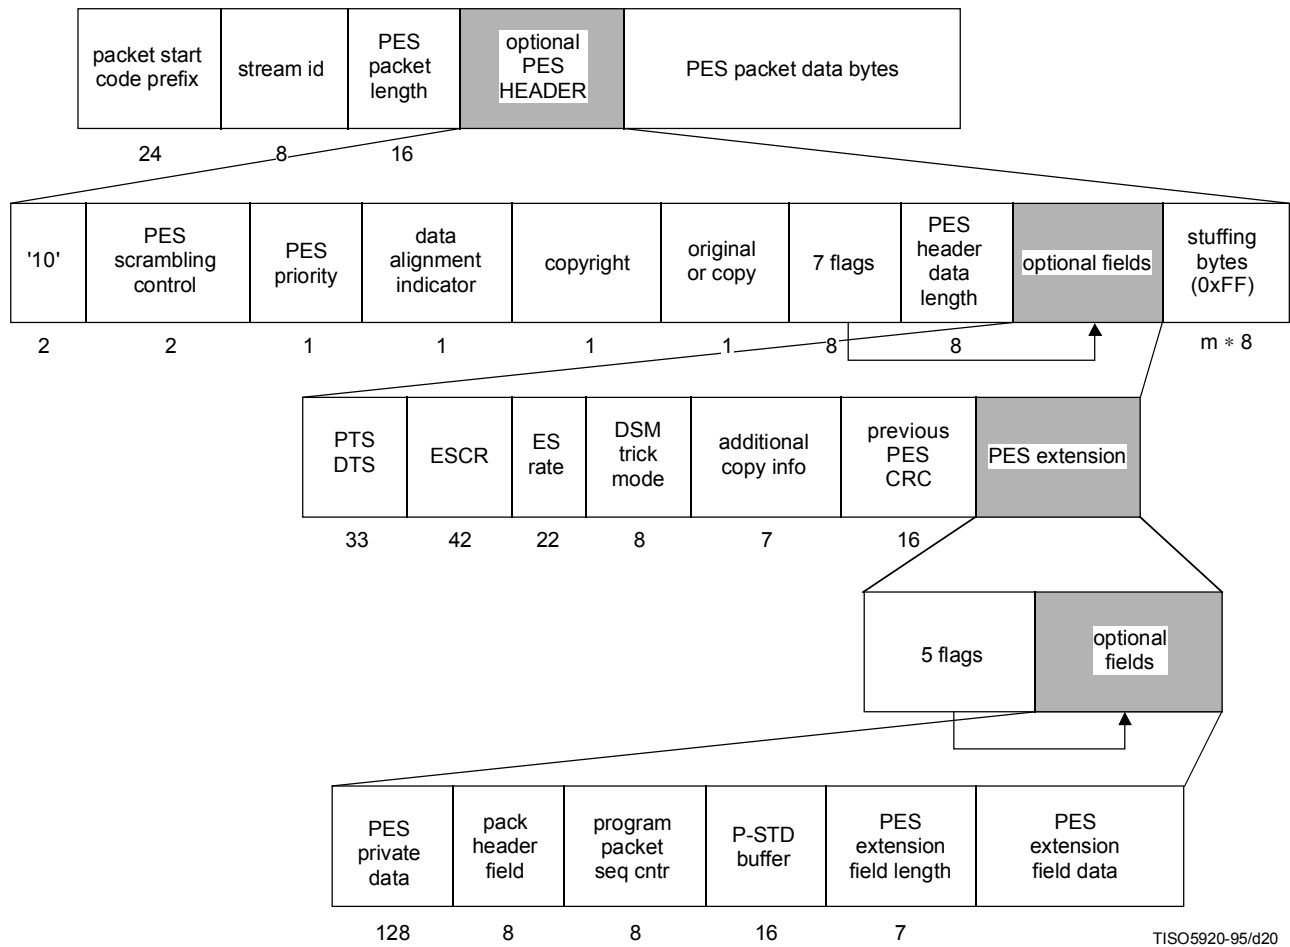 packet start
code prefix
stream id
PES
packet
length
optional
PES
HEADER
PES packet data bytes
24
8
16
'10'
PES
scrambling
control
PES
priority
data
alignment
indicator
copyright
original
or copy
7 flags
PES
header
data
length
optional fields
stuffing
bytes
(0xFF)
2
2
1
1
1
1
8
8
m ∗ 8
PTS
DTS
ESCR
ES
rate
DSM
trick
mode
additional
copy info
previous
PES
CRC
PES extension
33
42
22
8
7
16
5 flags
optional
fields
PES
private
data
pack
header
field
program
packet
seq cntr
P-STD
buffer
PES
extension
field length
PES
extension
field data
128
8
8
16
7
TISO5920-95/d20